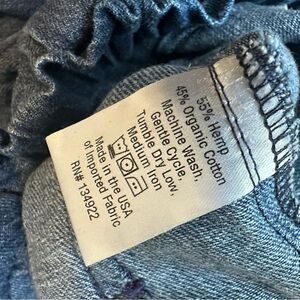 55% Hemp
45% Organic Cotton
Machine Wash,
Gentle Cycle,
Tumble Dry Low,
Medium Iron
Made in the USA
of Imported Fabric
RN# 134922